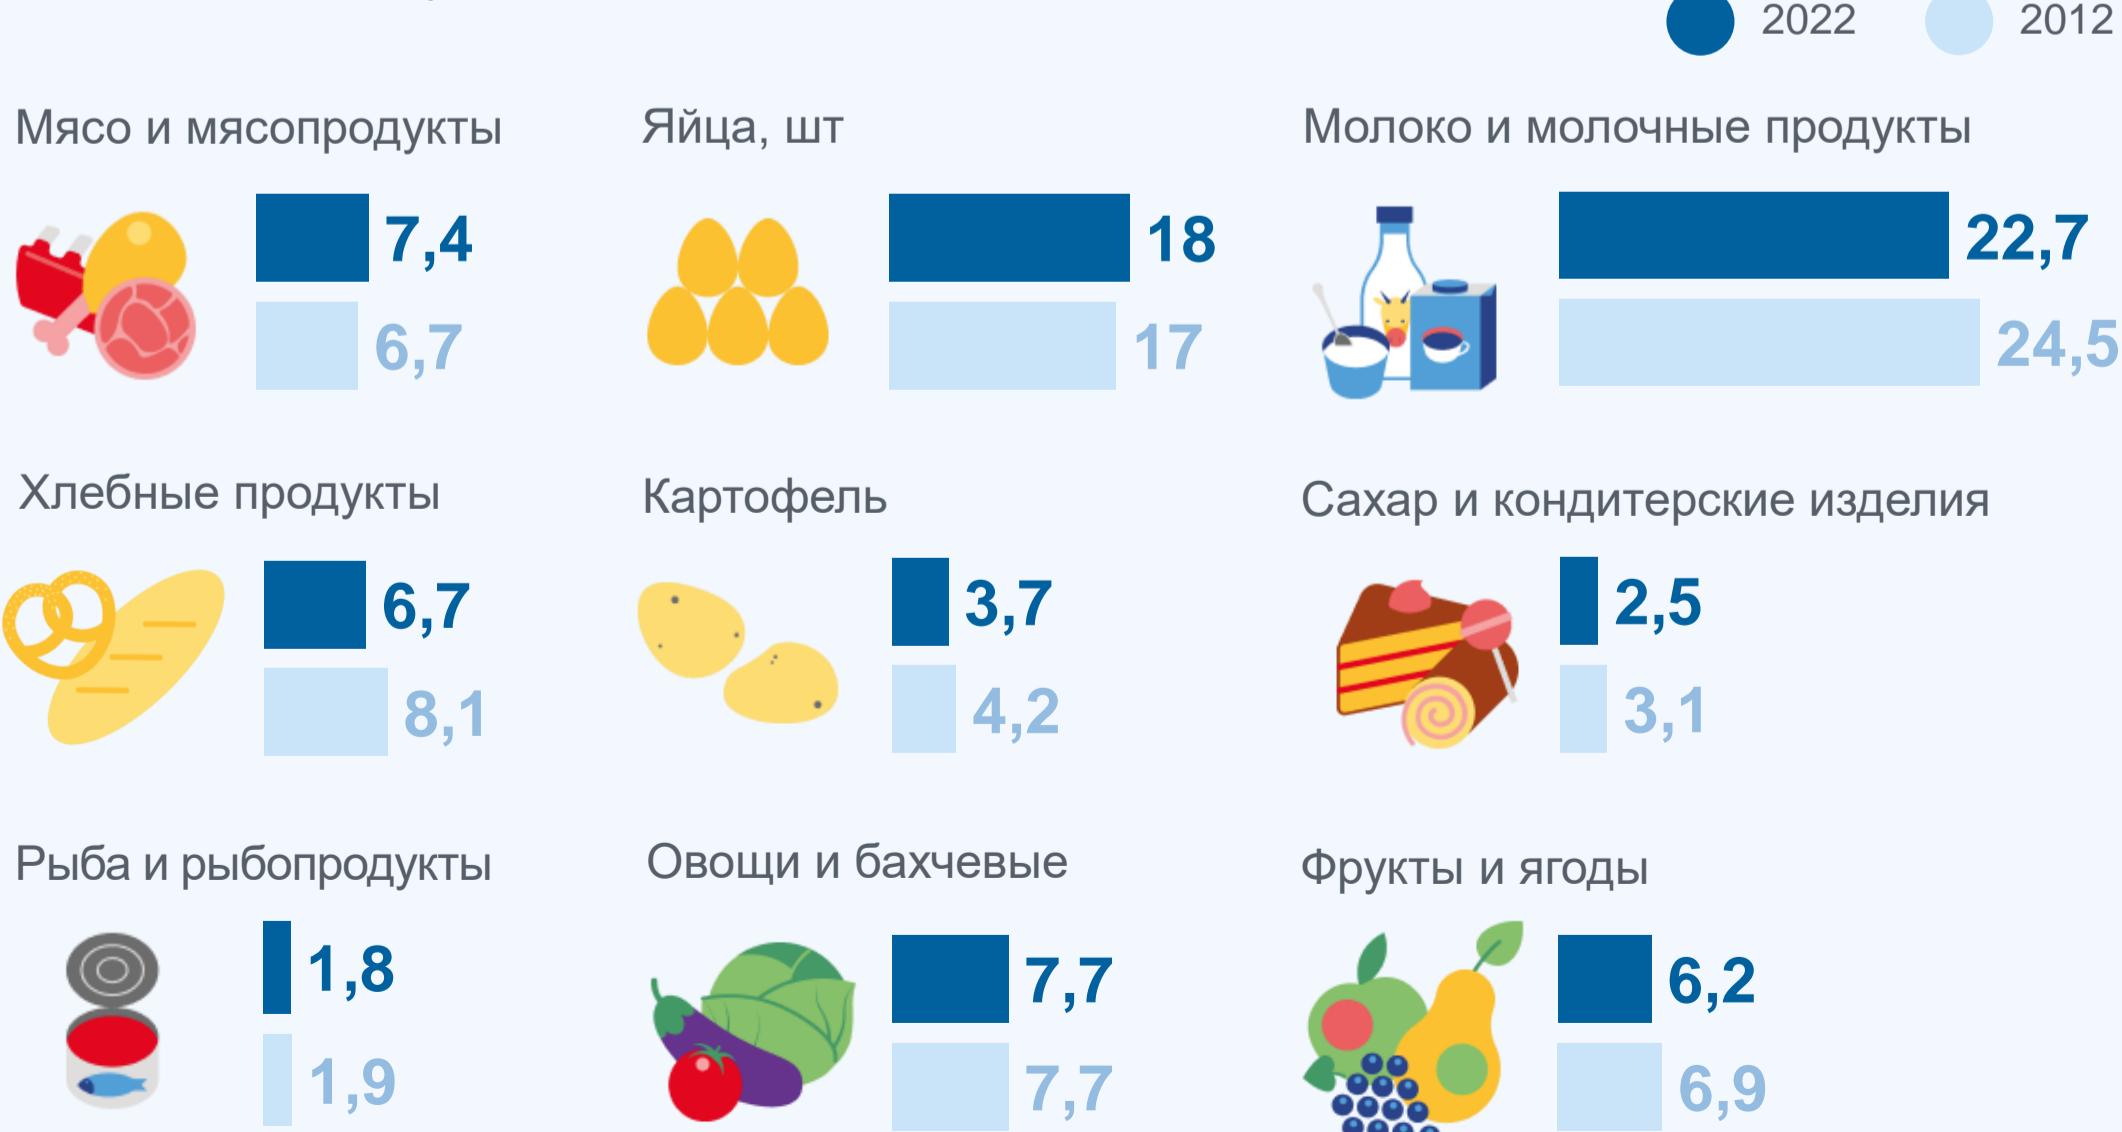 2022 2012
Мясо и мясопродукты
7,4
6,7
Яйца, шт
18
17
Молоко и молочные продукты
22,7
24,5
Хлебные продукты
6,7
8,1
Картофель
3,7
4,2
Сахар и кондитерские изделия
2,5
3,1
Рыба и рыбопродукты
1,8
1,9
Овощи и бахчевые
7,7
7,7
Фрукты и ягоды
6,2
6,9